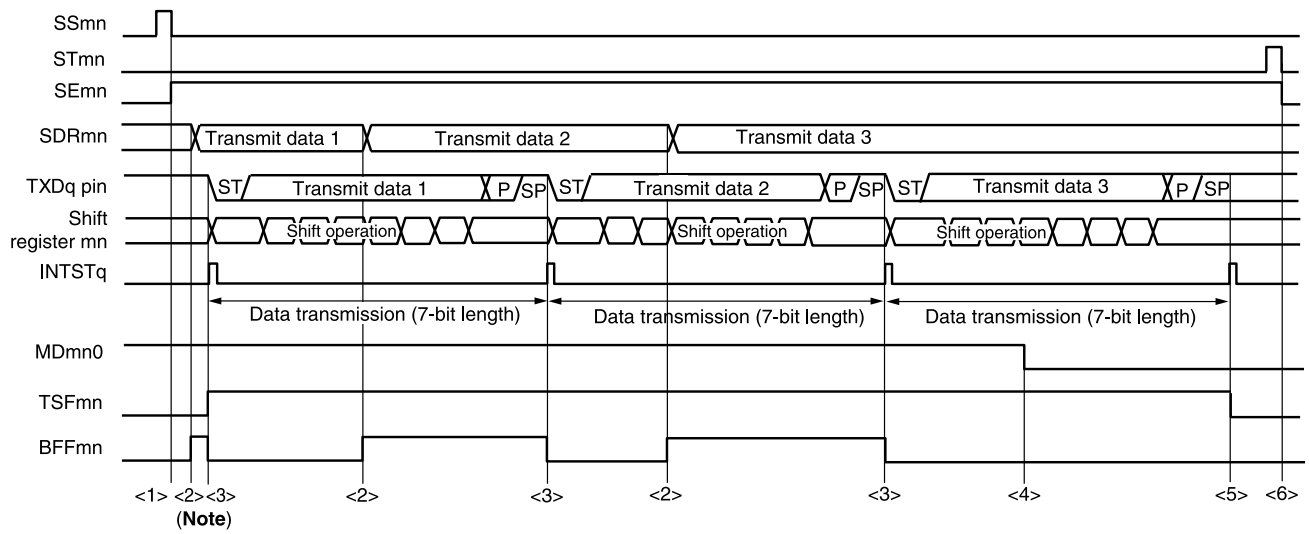 SSmn
STmn
SEmn
SDRmn Transmit data 1 Transmit data 2 Transmit data 3
TXDq pin ST Transmit data 1 P SP ST Transmit data 2 P SP ST Transmit data 3 P SP
Shift
register mn Shift operation Shift operation Shift operation
INTSTq
Data transmission (7-bit length) Data transmission (7-bit length) Data transmission (7-bit length)
MDmn0
TSFmn
BFFmn
<1> <2> <3> <2> <3> <2> <3> <4> <5> <6>
(Note)